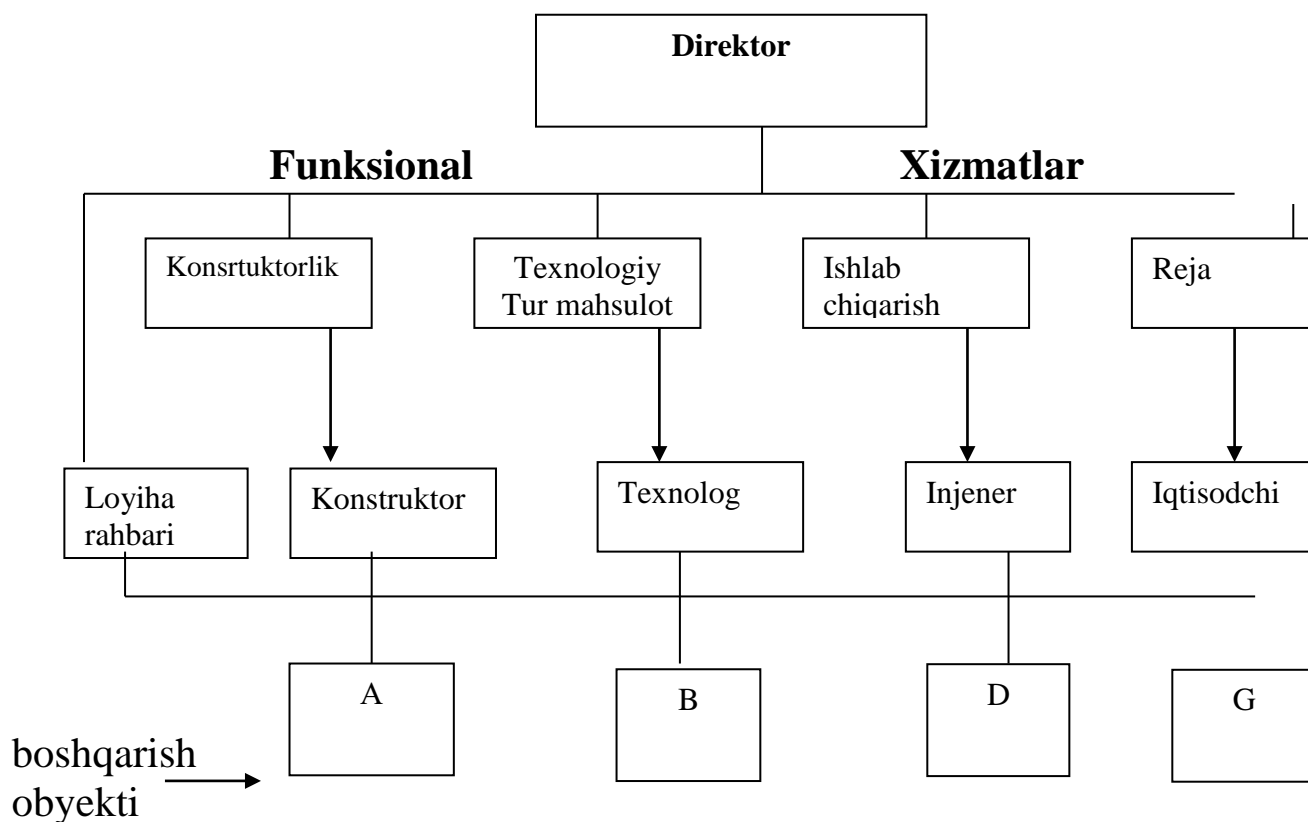 Direktor
Funksional Xizmatlar
Konsrtuktorlik
Texnologiy
Tur mahsulot
Ishlab
chiqarish
Reja
Loyiha
rahbari
Konstruktor
Texnolog
Injener
Iqtisodchi
A
B
D
G
boshqarish
obyekti